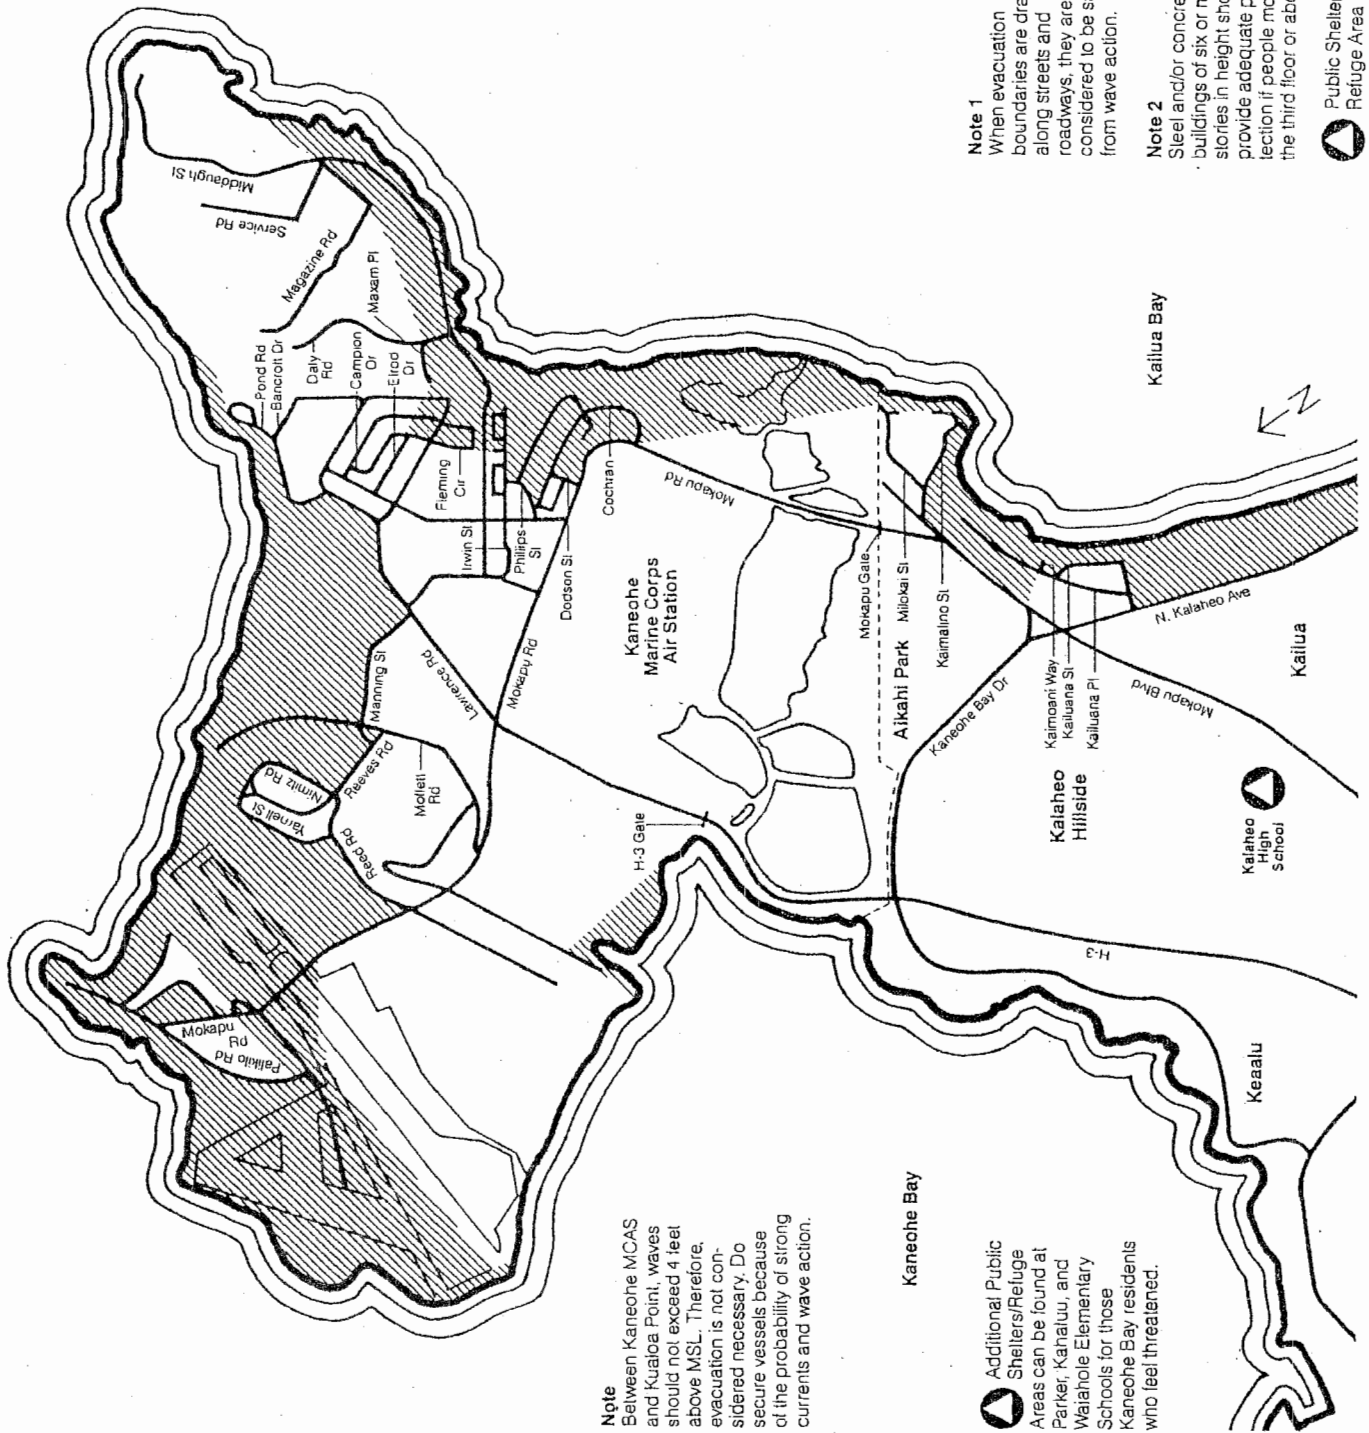 Note 1
When evaluation
boundaries are dra
along streets and
roadways, they are
considered to be sa
from wave action.
Note 2
Steel and/or concre
buildings of six or m
stories in height sho
provide adequate p
tection if people mo
the third floor or abo
Public Shelter
Refuge Area
Middaugh St
Service Rd
Magazine Rd
Maxam Pl
Daly
Rd
Pond Rd
Bancroft Dr
Campion
Dr
Elrod
Dr
Fleming
Cir
Irwin St
Phillips
St
Dodson St
Cochran
Mokapu Rd
Manning St
Lawrence Rd
Mokapu Rd
Nimitz Rd
Yarnell St
Reeves Rd
Moffett
Rd
Reed Rd
Mokapu
Rd
Palikilo Rd
Kaneohe
Marine Corps
Air Station
H-3 Gate
Mokapu Gate
Aikahi Park
Milokai St
Kaimalino St
Kailua Bay
N
Kaneohe Bay Dr
Kaimoani Way
Kailuana St
Kailuana Pl
N. Kalaheo Ave
Mokapu Blvd
Kailua
Kalaheo
Hillside
Kalaheo
High
School
H-3
Keaalu
Kaneohe Bay
Note
Between Kaneohe MCAS
and Kualoa Point, waves
should not exceed 4 feet
above MSL. Therefore,
evacuation is not con-
sidered necessary. Do
secure vessels because
of the probability of strong
currents and wave action.
Additional Public
Shelters/Refuge
Areas can be found at
Parker, Kahaluu, and
Waiahole Elementary
Schools for those
Kaneohe Bay residents
who feel threatened.